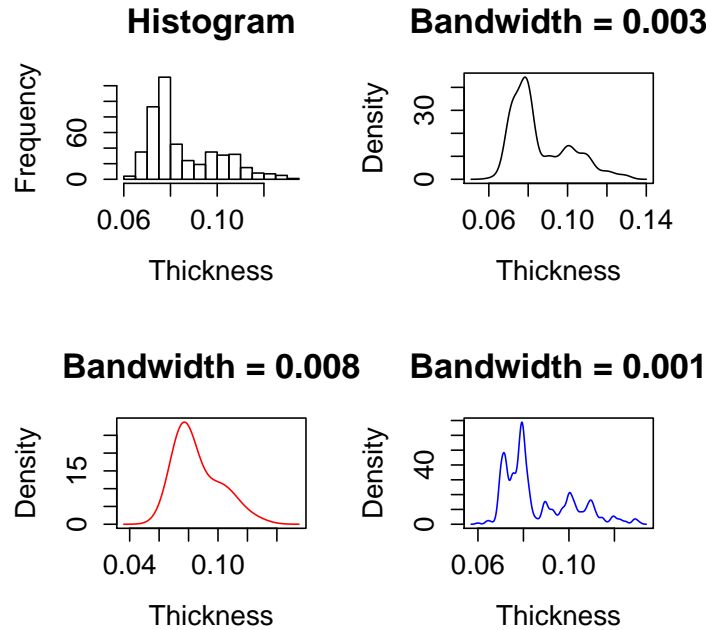 Histogram
Frequency
0 60
0.06 0.10
Thickness
Bandwidth = 0.003
Density
0 30
0.06 0.10 0.14
Thickness
Bandwidth = 0.008
Density
0 15
0.04 0.10
Thickness
Bandwidth = 0.001
Density
0 40
0.06 0.10
Thickness